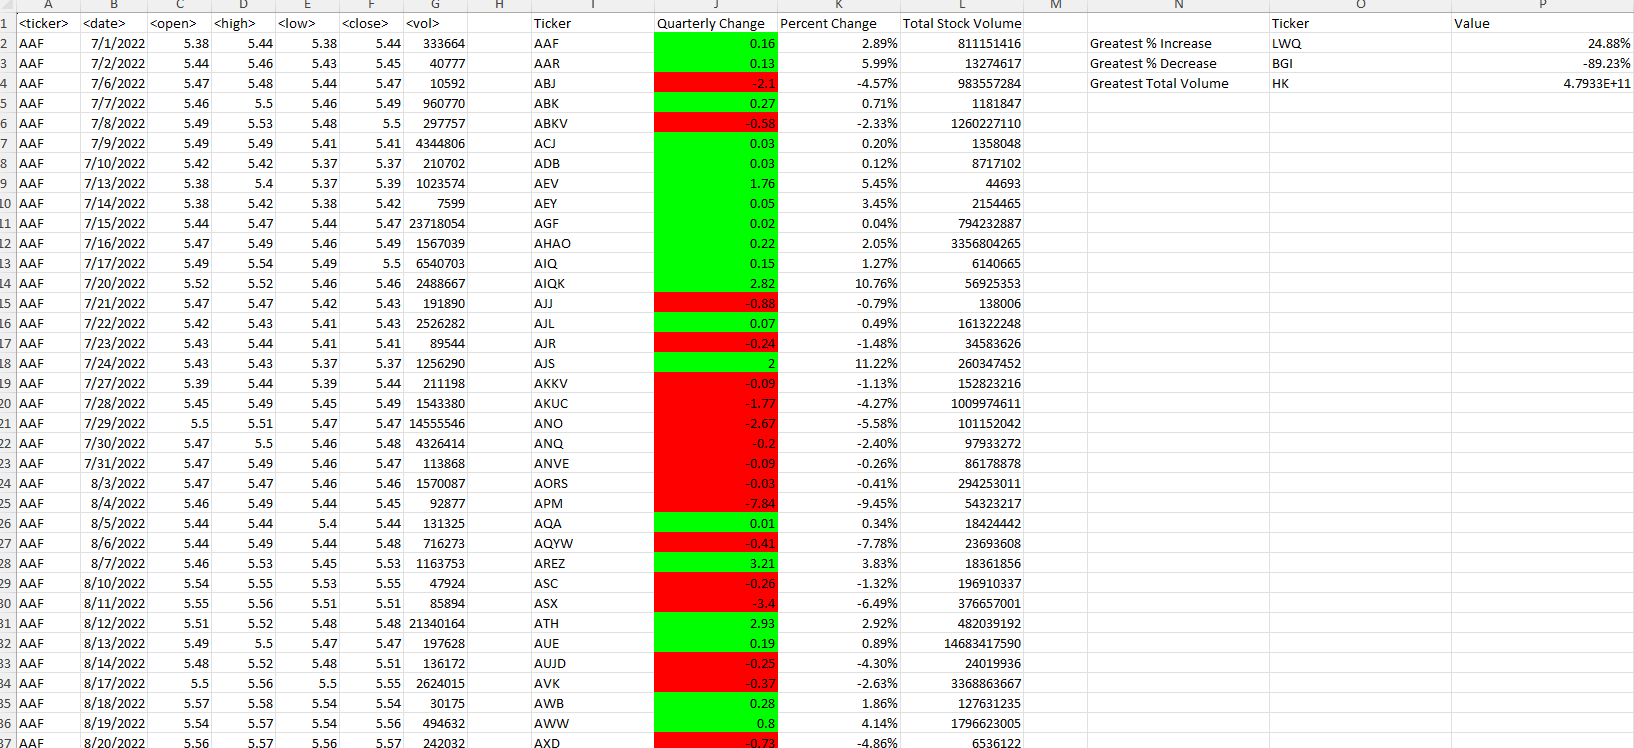 A B C D E F G H I J K L M N O P
1 <ticker> <date> <open> <high> <low> <close> <vol> Ticker Quarterly Change Percent Change Total Stock Volume Ticker Value
2 AAF 7/1/2022 5.38 5.44 5.38 5.44 333664 AAF 0.16 2.89% 811151416 Greatest % Increase LWQ 24.88%
3 AAF 7/2/2022 5.44 5.46 5.43 5.45 40777 AAR 0.13 5.99% 13274617 Greatest % Decrease BGI -89.23%
4 AAF 7/6/2022 5.47 5.48 5.44 5.47 10592 ABJ -2.1 -4.57% 983557284 Greatest Total Volume HK 4.7933E+11
5 AAF 7/7/2022 5.46 5.5 5.46 5.49 960770 ABK 0.27 0.71% 1181847
6 AAF 7/8/2022 5.49 5.53 5.48 5.5 297757 ABKV -0.58 -2.33% 1260227110
7 AAF 7/9/2022 5.49 5.49 5.41 5.41 4344806 ACJ 0.03 0.20% 1358048
8 AAF 7/10/2022 5.42 5.42 5.37 5.37 210702 ADB 0.03 0.12% 8717102
9 AAF 7/13/2022 5.38 5.4 5.37 5.39 1023574 AEV 1.76 5.45% 44693
10 AAF 7/14/2022 5.38 5.42 5.38 5.42 7599 AEY 0.05 3.45% 2154465
11 AAF 7/15/2022 5.44 5.47 5.44 5.47 23718054 AGF 0.02 0.04% 794232887
12 AAF 7/16/2022 5.47 5.49 5.46 5.49 1567039 AHAO 0.22 2.05% 3356804265
13 AAF 7/17/2022 5.49 5.54 5.49 5.5 6540703 AIQ 0.15 1.27% 6140665
14 AAF 7/20/2022 5.52 5.52 5.46 5.46 2488667 AIQK 2.82 10.76% 56925353
15 AAF 7/21/2022 5.47 5.47 5.42 5.43 191890 AJJ -0.88 -0.79% 138006
16 AAF 7/22/2022 5.42 5.43 5.41 5.43 2526282 AJL 0.07 0.49% 161322248
17 AAF 7/23/2022 5.43 5.44 5.41 5.41 89544 AJR -0.24 -1.48% 34583626
18 AAF 7/24/2022 5.43 5.43 5.37 5.37 1256290 AJS 2 11.22% 260347452
19 AAF 7/27/2022 5.39 5.44 5.39 5.44 211198 AKKV -0.09 -1.13% 152823216
20 AAF 7/28/2022 5.45 5.49 5.45 5.49 1543380 AKUC -1.77 -4.27% 1009974611
21 AAF 7/29/2022 5.5 5.51 5.47 5.47 14555546 ANO -2.67 -5.58% 101152042
22 AAF 7/30/2022 5.47 5.5 5.46 5.48 4326414 ANQ -0.2 -2.40% 97933272
23 AAF 7/31/2022 5.47 5.49 5.46 5.47 113868 ANVE -0.09 -0.26% 86178878
24 AAF 8/3/2022 5.47 5.47 5.46 5.46 1570087 AORS -0.03 -0.41% 294253011
25 AAF 8/4/2022 5.46 5.49 5.44 5.45 92877 APM -7.84 -9.45% 54323217
26 AAF 8/5/2022 5.44 5.44 5.4 5.44 131325 AQA 0.01 0.34% 18424442
27 AAF 8/6/2022 5.44 5.49 5.44 5.48 716273 AQYW -0.41 -7.78% 23693608
28 AAF 8/7/2022 5.46 5.53 5.45 5.53 1163753 AREZ 3.21 3.83% 18361856
29 AAF 8/10/2022 5.54 5.55 5.53 5.55 47924 ASC -0.26 -1.32% 196910337
30 AAF 8/11/2022 5.55 5.56 5.51 5.51 85894 ASX -3.4 -6.49% 376657001
31 AAF 8/12/2022 5.51 5.52 5.48 5.48 21340164 ATH 2.93 2.92% 482039192
32 AAF 8/13/2022 5.49 5.5 5.47 5.47 197628 AUE 0.19 0.89% 14683417590
33 AAF 8/14/2022 5.48 5.52 5.48 5.51 136172 AUJD -0.25 -4.30% 24019936
34 AAF 8/17/2022 5.5 5.56 5.5 5.55 2624015 AVK -0.37 -2.63% 3368863667
35 AAF 8/18/2022 5.57 5.58 5.54 5.54 30175 AWB 0.28 1.86% 127631235
36 AAF 8/19/2022 5.54 5.57 5.54 5.56 494632 AWW 0.8 4.14% 1796623005
37 AAF 8/20/2022 5.56 5.57 5.56 5.57 242032 AXD -0.73 -4.86% 6536122